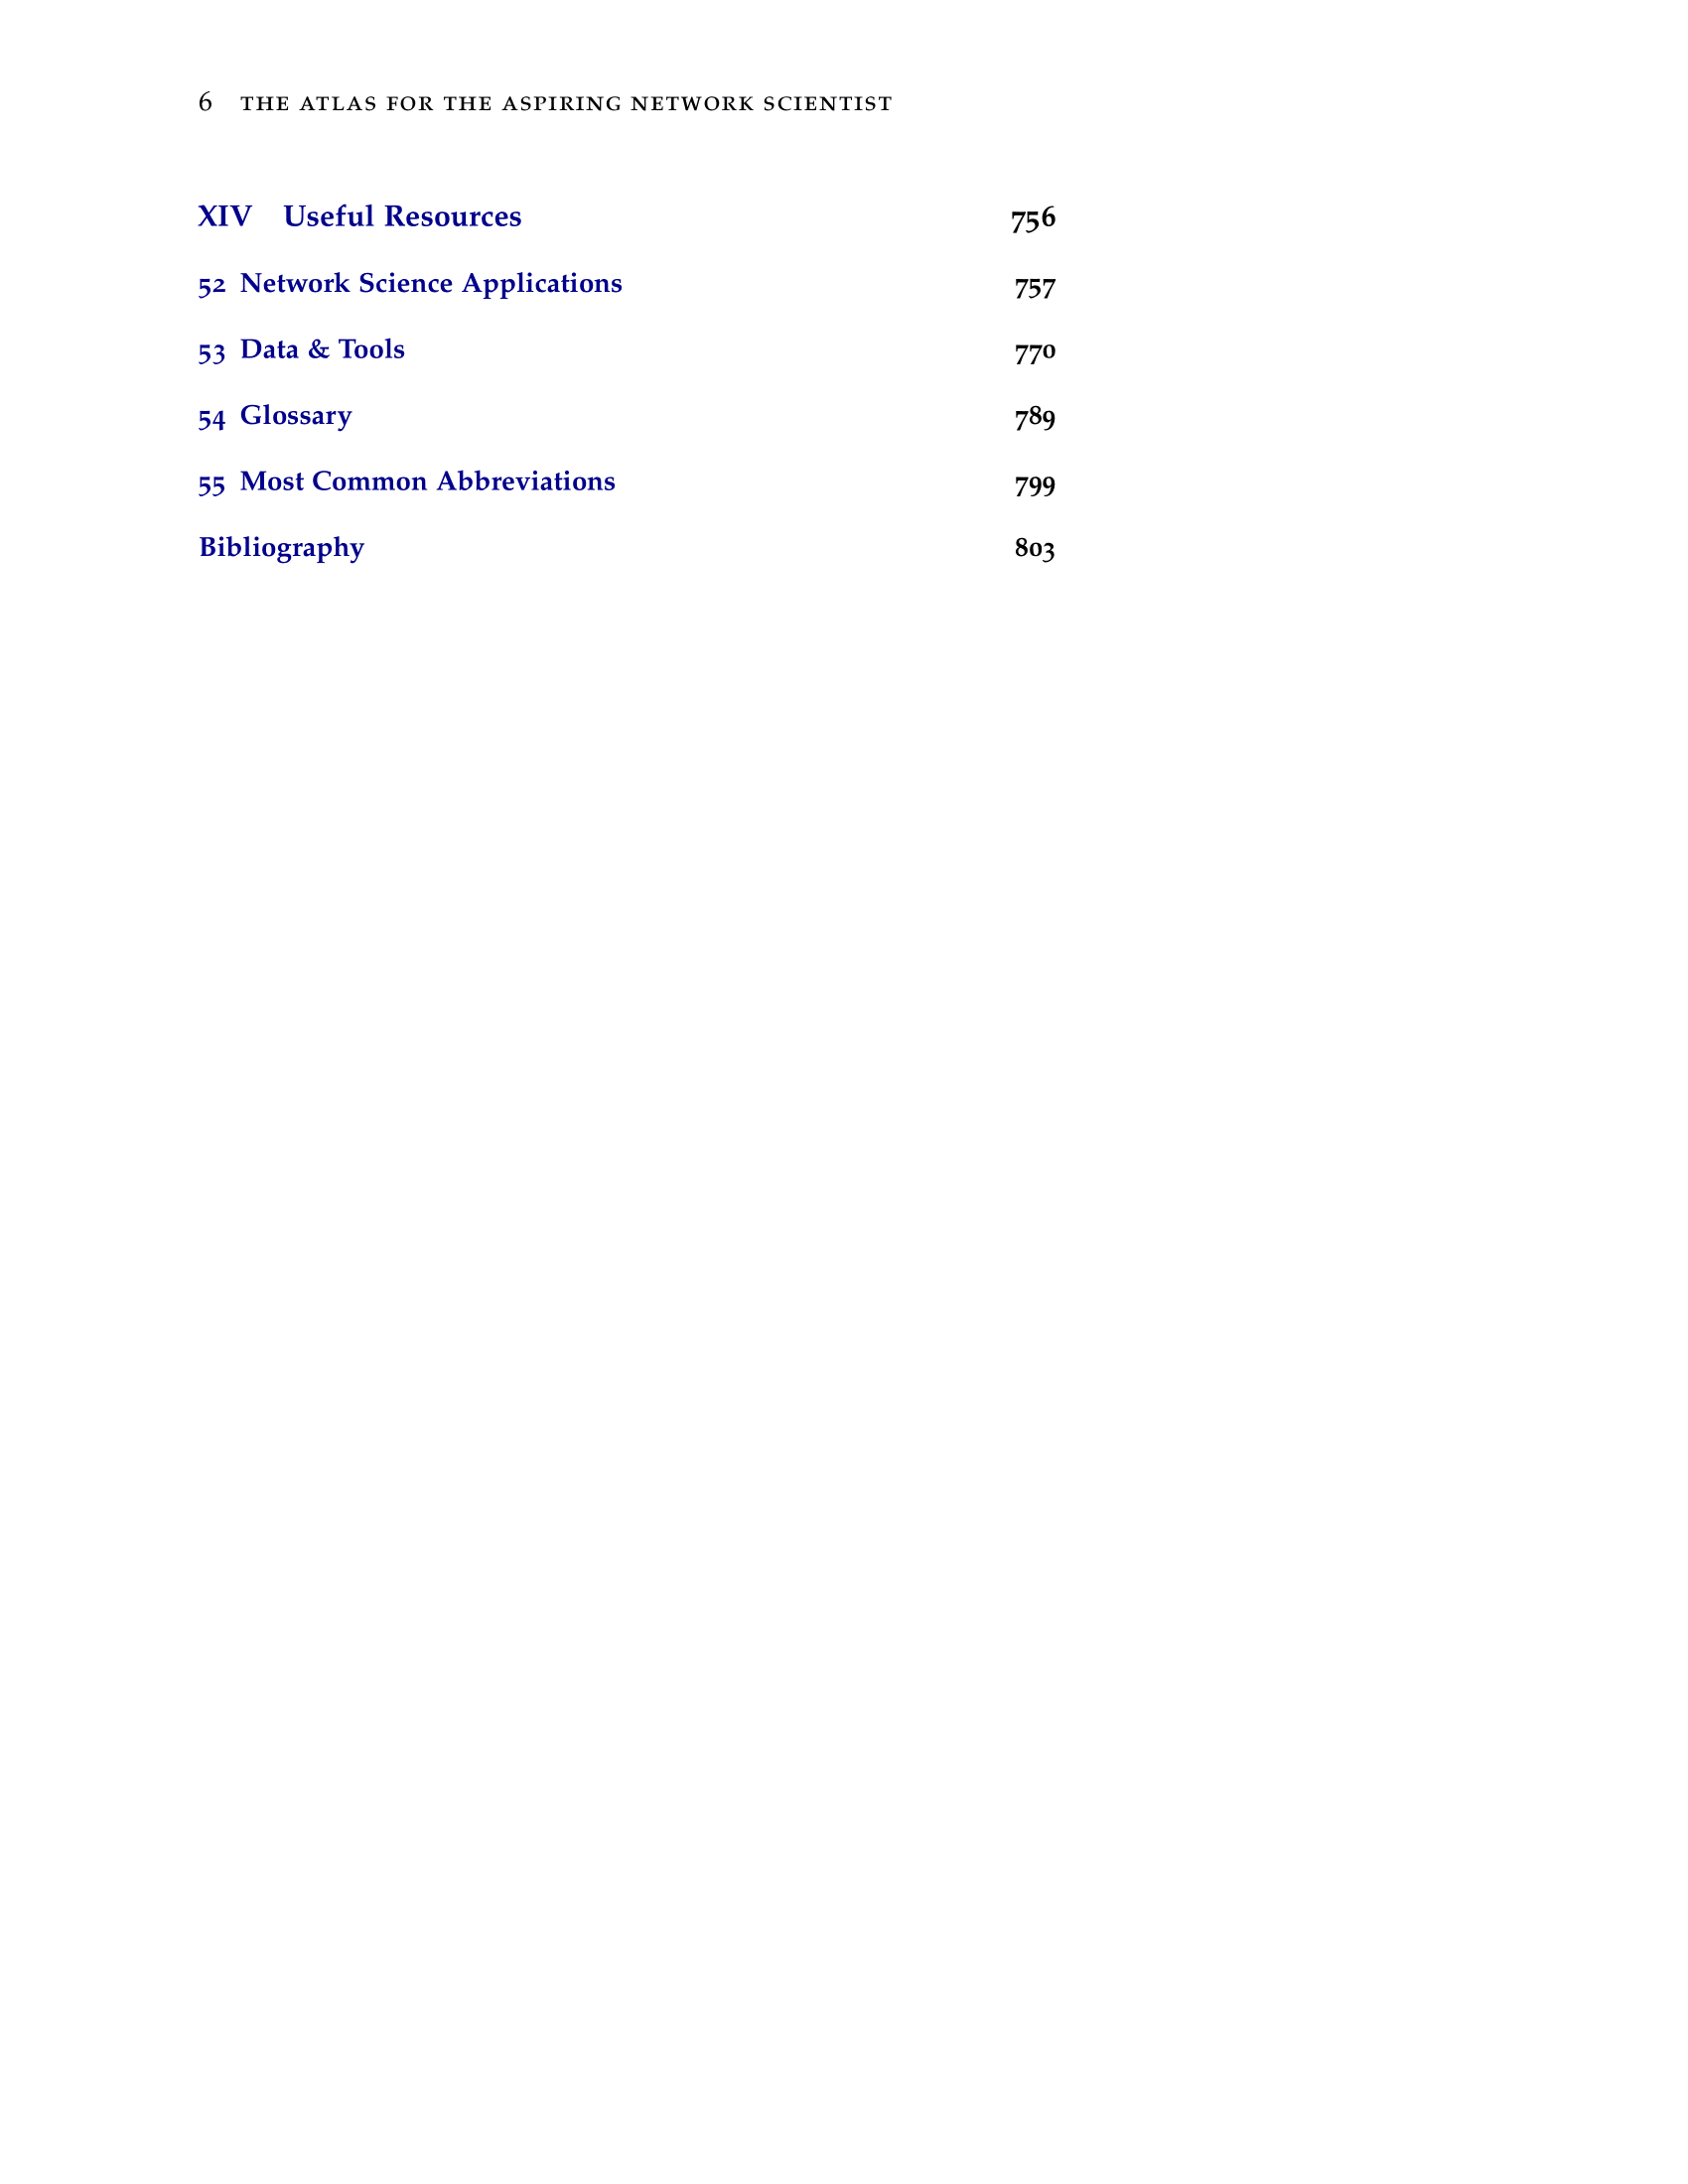 6 THE ATLAS FOR THE ASPIRING NETWORK SCIENTIST
XIV Useful Resources 756
52 Network Science Applications 757
53 Data & Tools 770
54 Glossary 789
55 Most Common Abbreviations 799
Bibliography 803